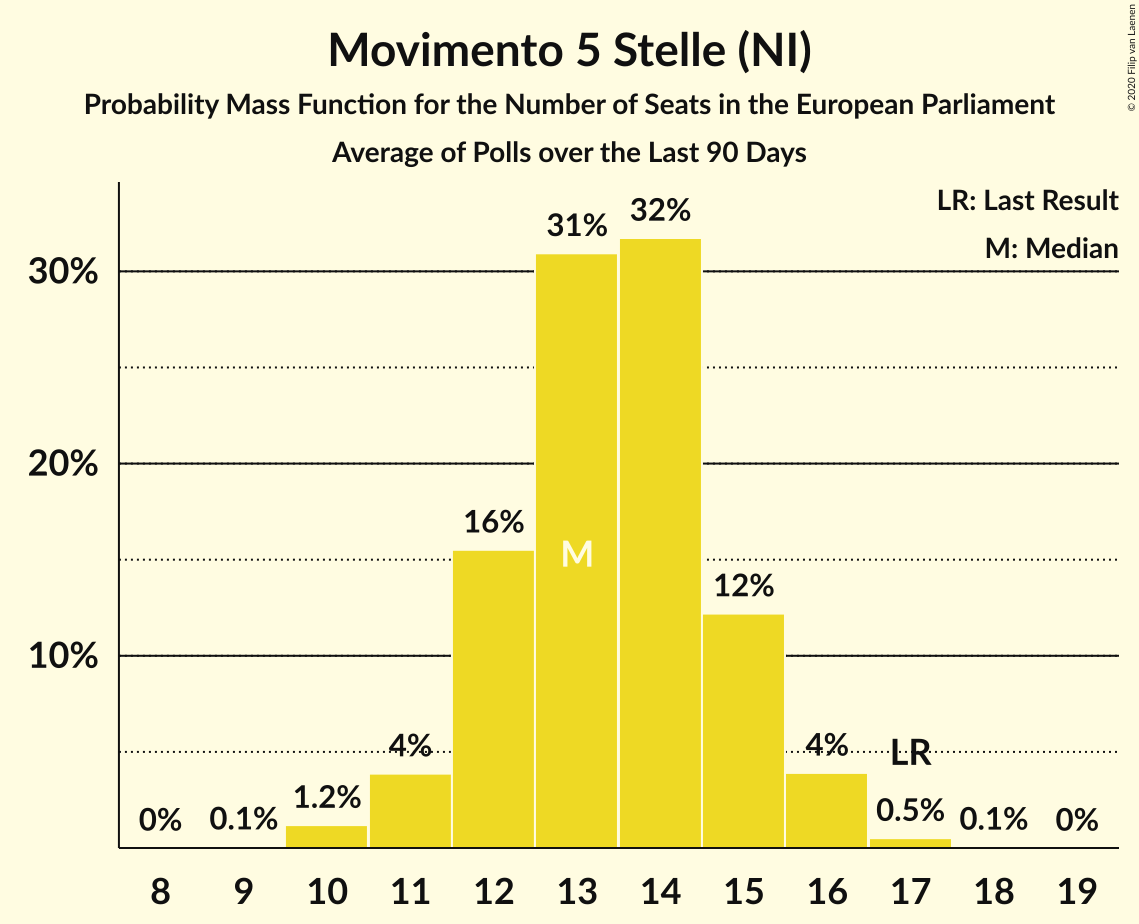 Movimento 5 Stelle (NI)
Probability Mass Function for the Number of Seats in the European Parliament
Average of Polls over the Last 90 Days
© 2020 Filip van Laenen
LR: Last Result
M: Median
30%
20%
10%
0%
0.1%
1.2%
4%
16%
31%
32%
12%
4%
0.5%
0.1%
0%
M
LR
8 9 10 11 12 13 14 15 16 17 18 19